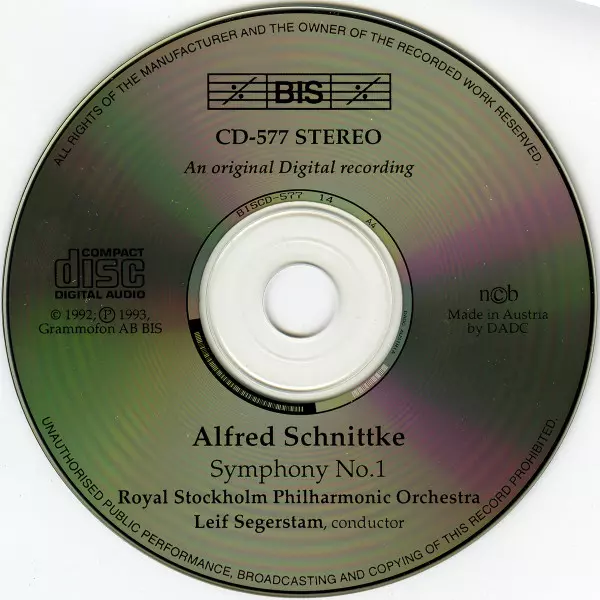 ALL RIGHTS OF THE MANUFACTURER AND THE OWNER OF THE RECORDED WORK RESERVED.
BIS
CD-577 STEREO
An original Digital recording
BISCD-577 14 A4
COMPACT
disc
DIGITAL AUDIO
© 1992; Ⓟ 1993,
Grammofon AB BIS
ncb
Made in Austria
by DADC
Alfred Schnittke
Symphony No.1
Royal Stockholm Philharmonic Orchestra
Leif Segerstam, conductor
UNAUTHORISED PUBLIC PERFORMANCE, BROADCASTING AND COPYING OF THIS RECORD PROHIBITED.